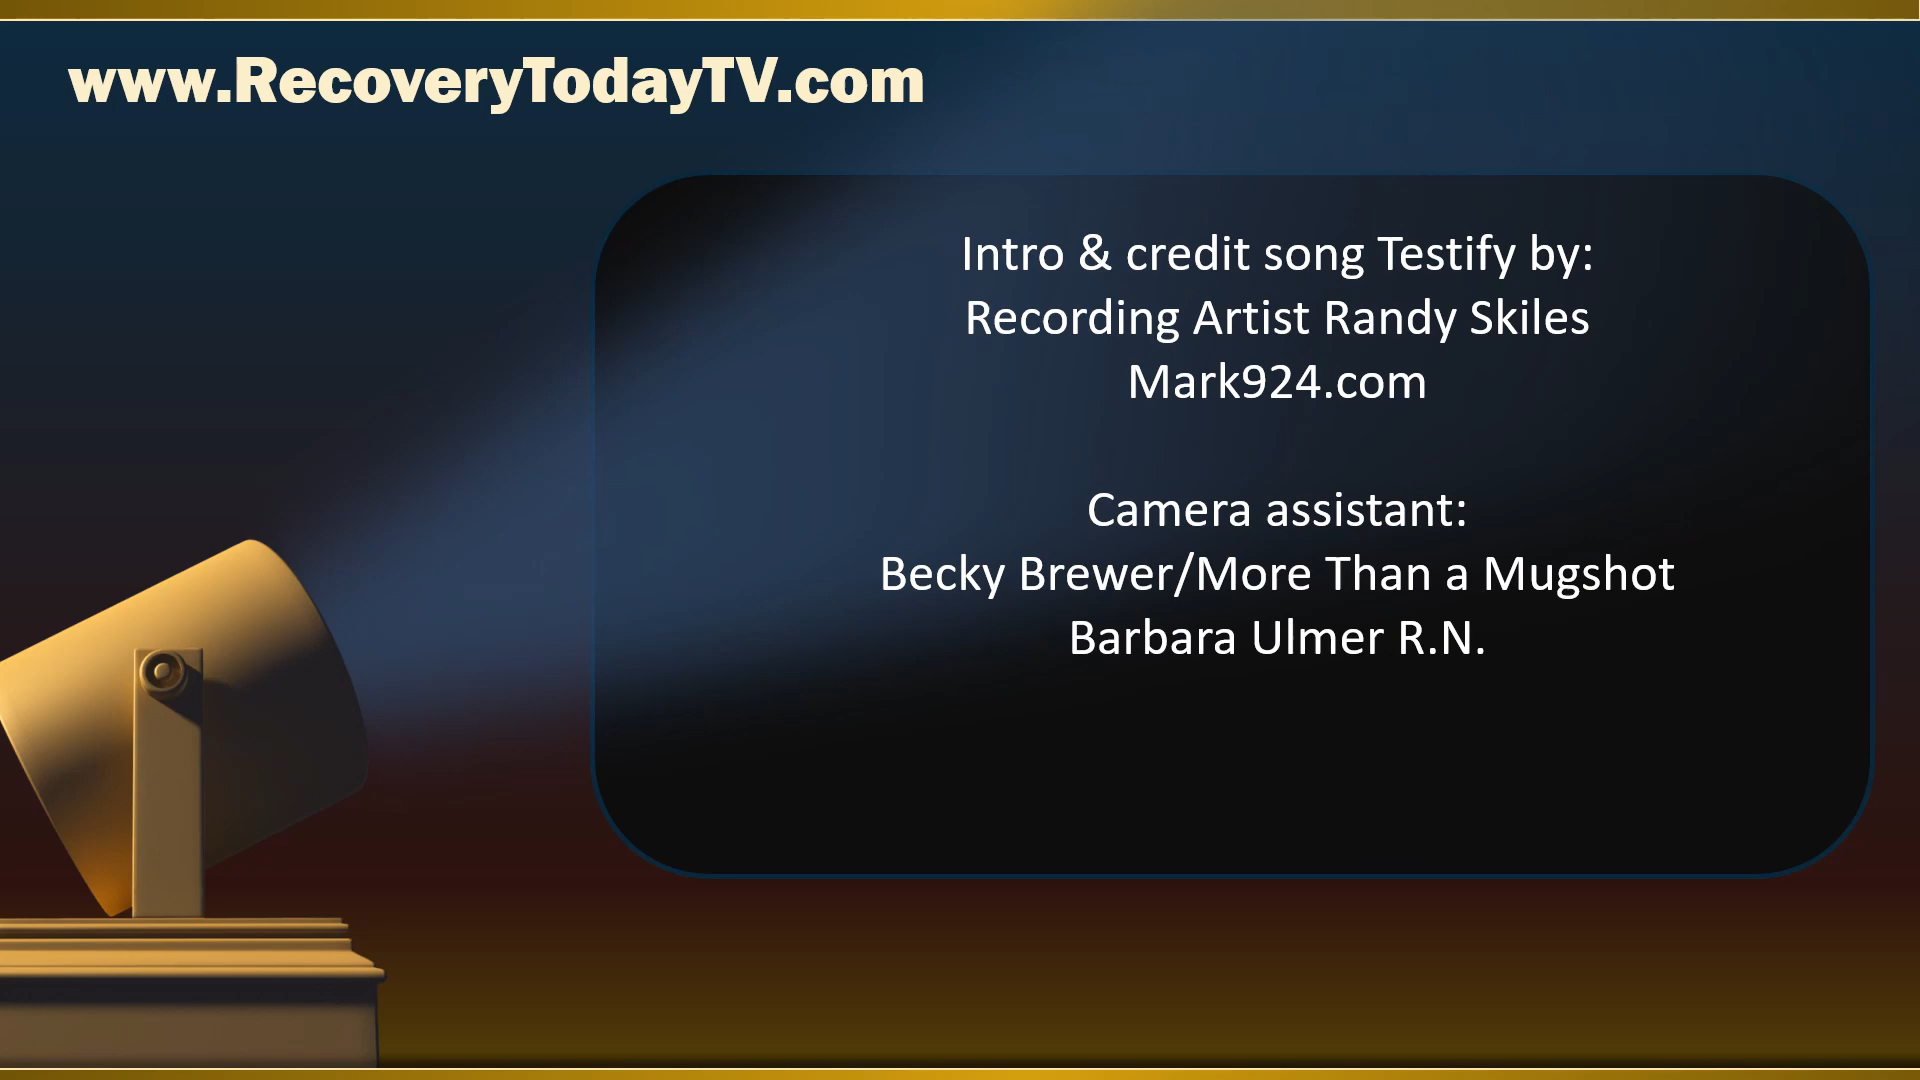 www.RecoveryTodayTV.com
Intro & credit song Testify by:
Recording Artist Randy Skiles
Mark924.com
Camera assistant:
Becky Brewer/More Than a Mugshot
Barbara Ulmer R.N.